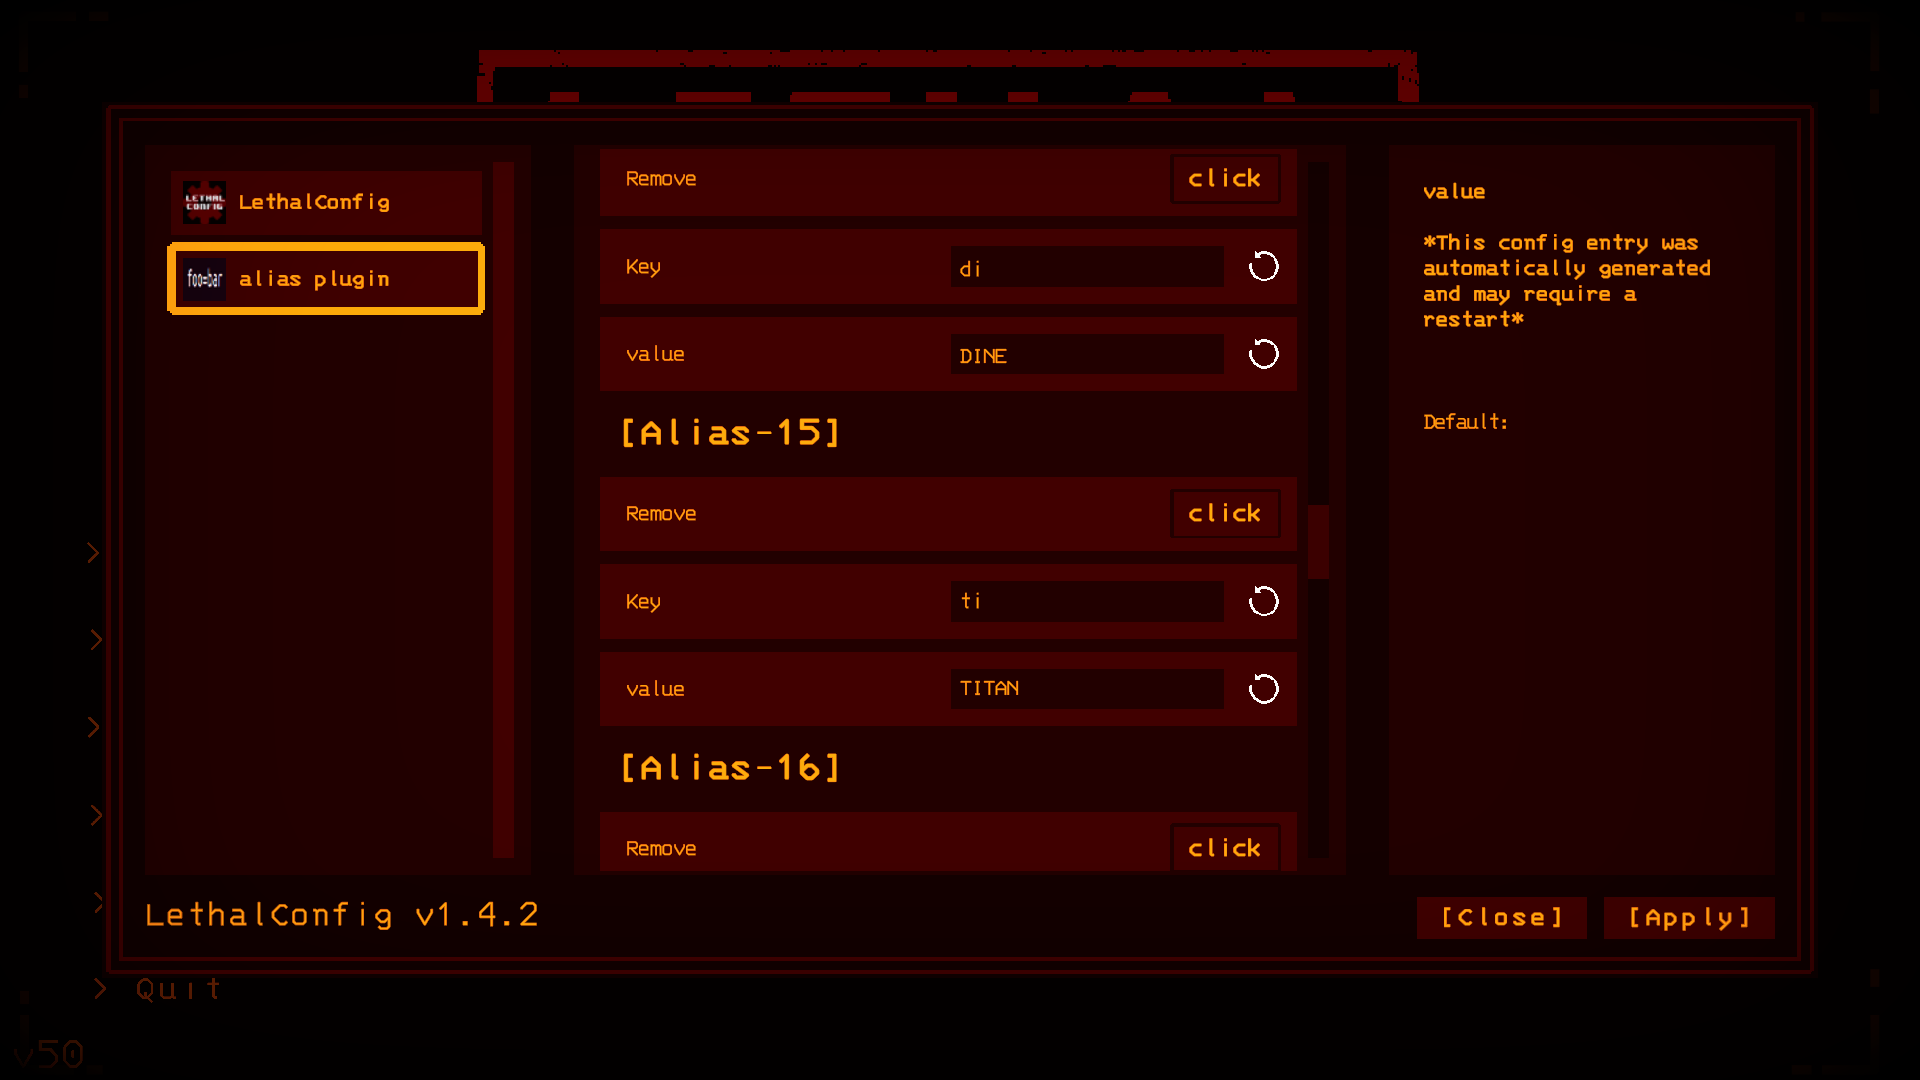 LETHAL
CONFIG
LethalConfig
foo=bar
alias plugin
Remove
click
Key
di
value
DINE
[Alias-15]
Remove
click
Key
ti
value
TITAN
[Alias-16]
Remove
click
value
*This config entry was
automatically generated
and may require a
restart*
Default:
LethalConfig v1.4.2
[Close]
[Apply]
> Quit
v50